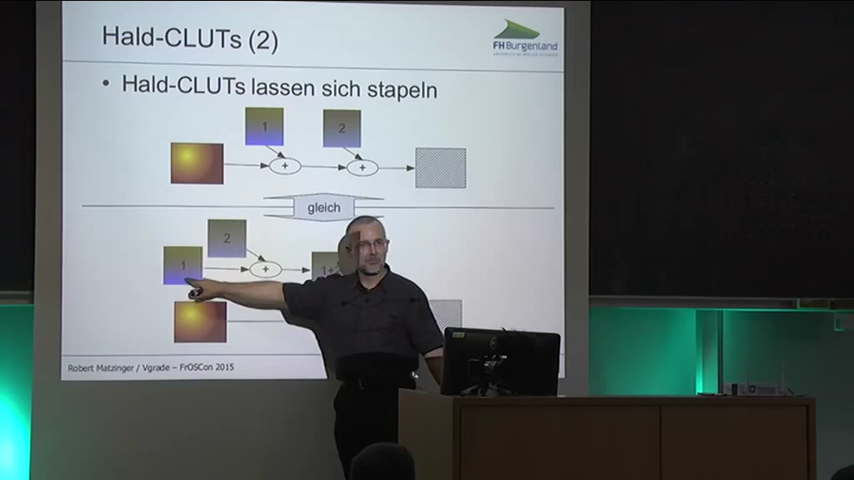 Hald-CLUTs (2)
FH Burgenland
• Hald-CLUTs lassen sich stapeln
1
2
+
+
gleich
2
1
+
1+
Robert Matzinger / Vgrade – FrOSCon 2015